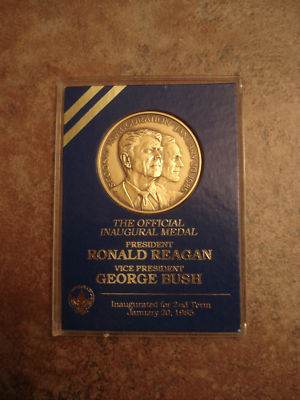 THE OFFICIAL
INAUGURAL MEDAL
PRESIDENT
RONALD REAGAN
VICE PRESIDENT
GEORGE BUSH
Inaugurated for 2nd Term
January 20, 1985